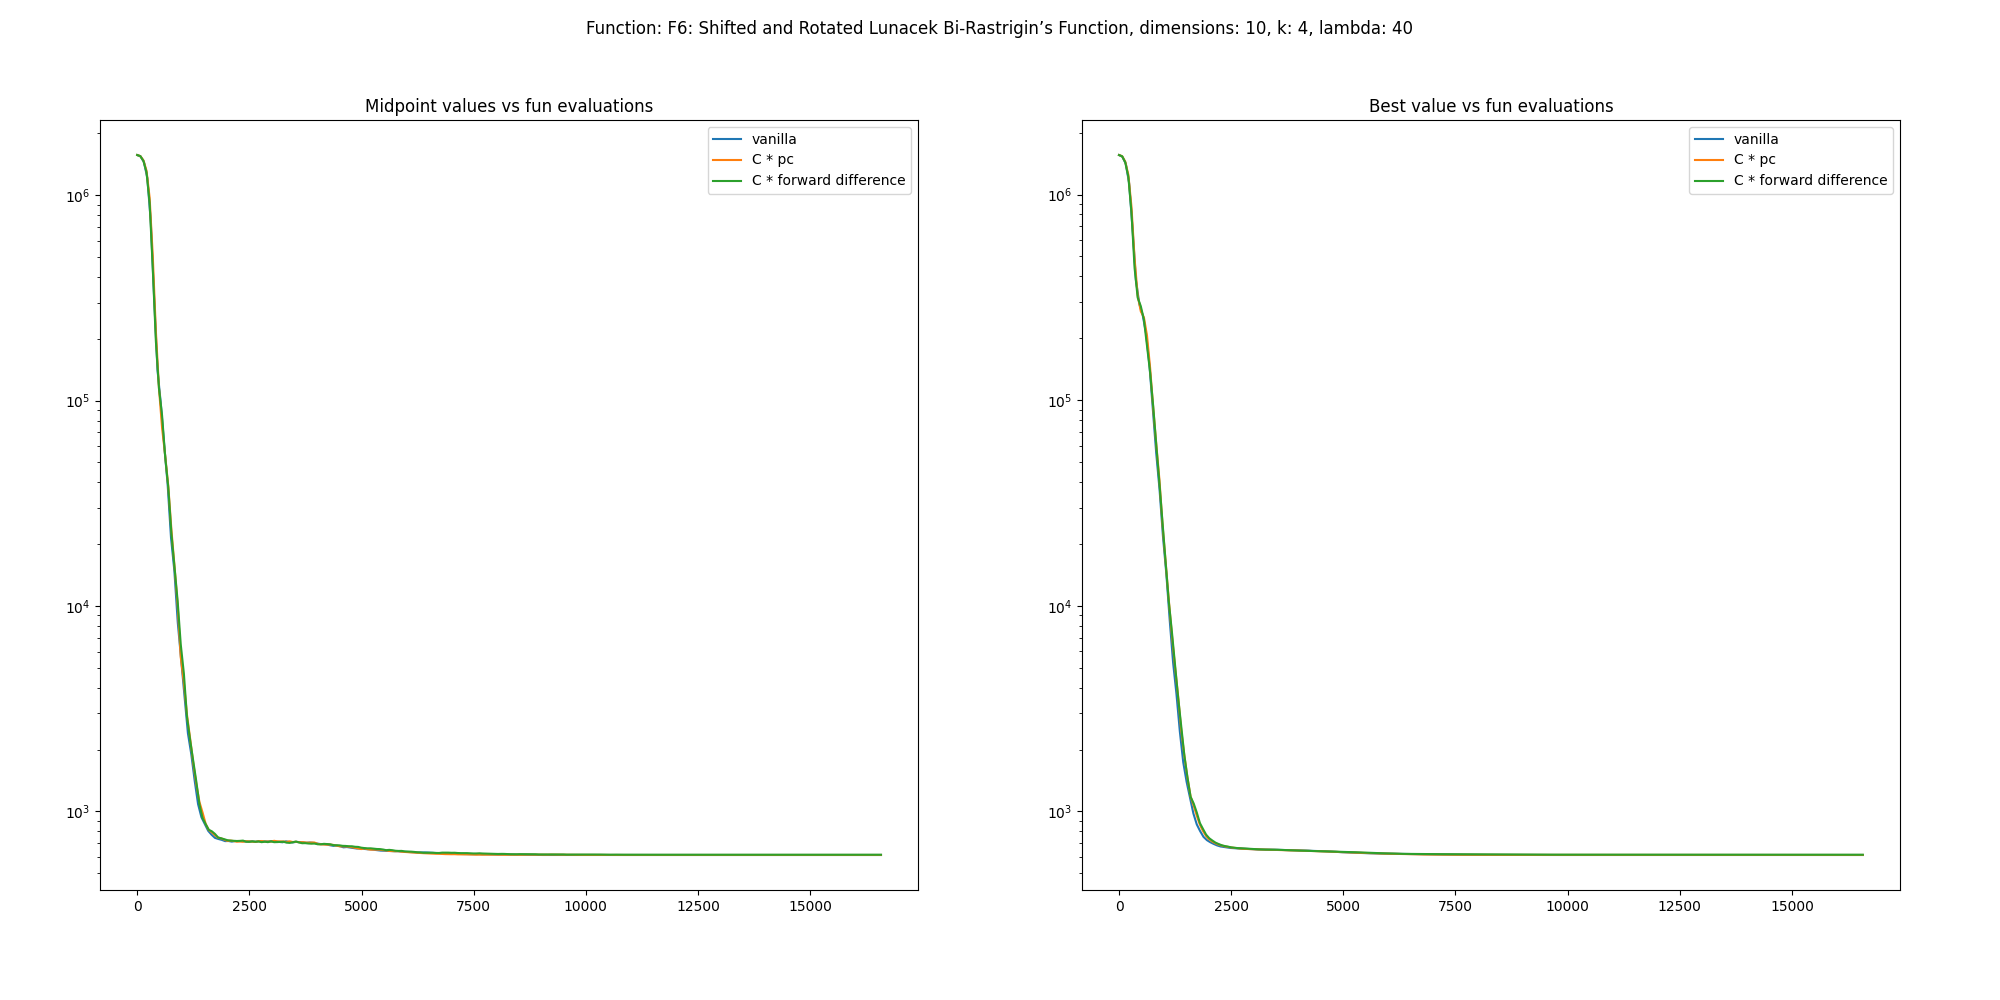 Function: F6: Shifted and Rotated Lunacek Bi-Rastrigin’s Function, dimensions: 10, k: 4, lambda: 40
Midpoint values vs fun evaluations
vanilla
C * pc
C * forward difference
10⁶
10⁵
10⁴
10³
0 2500 5000 7500 10000 12500 15000
Best value vs fun evaluations
vanilla
C * pc
C * forward difference
10⁶
10⁵
10⁴
10³
0 2500 5000 7500 10000 12500 15000